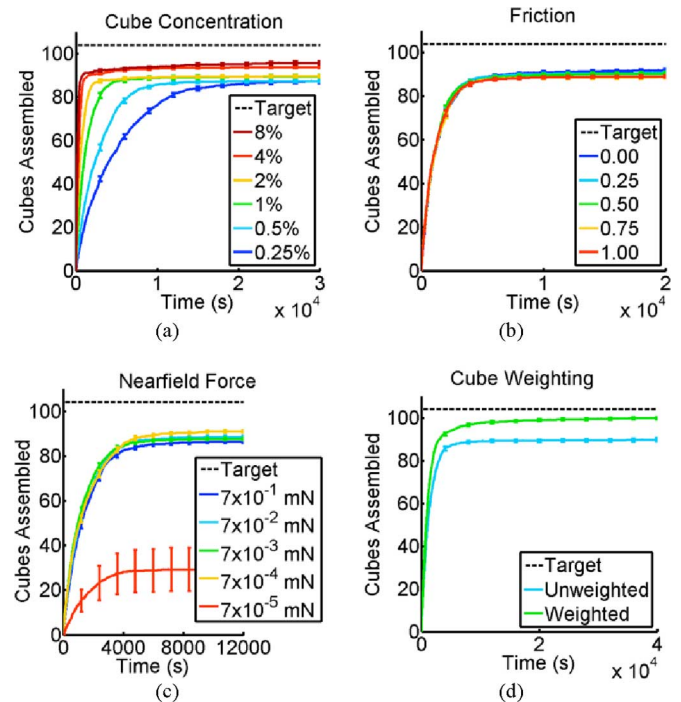 Cube Concentration
Cubes Assembled
100
80
60
40
20
0
Target
8%
4%
2%
1%
0.5%
0.25%
0 1 2 3
Time (s)
x 10^4
(a)
Friction
Cubes Assembled
100
80
60
40
20
0
Target
0.00
0.25
0.50
0.75
1.00
0 1 2
Time (s)
x 10^4
(b)
Nearfield Force
Cubes Assembled
100
80
60
40
20
0
Target
7x10^-1 mN
7x10^-2 mN
7x10^-3 mN
7x10^-4 mN
7x10^-5 mN
0 4000 8000 12000
Time (s)
(c)
Cube Weighting
Cubes Assembled
100
80
60
40
20
0
Target
Unweighted
Weighted
2 4
Time (s)
x 10^4
(d)